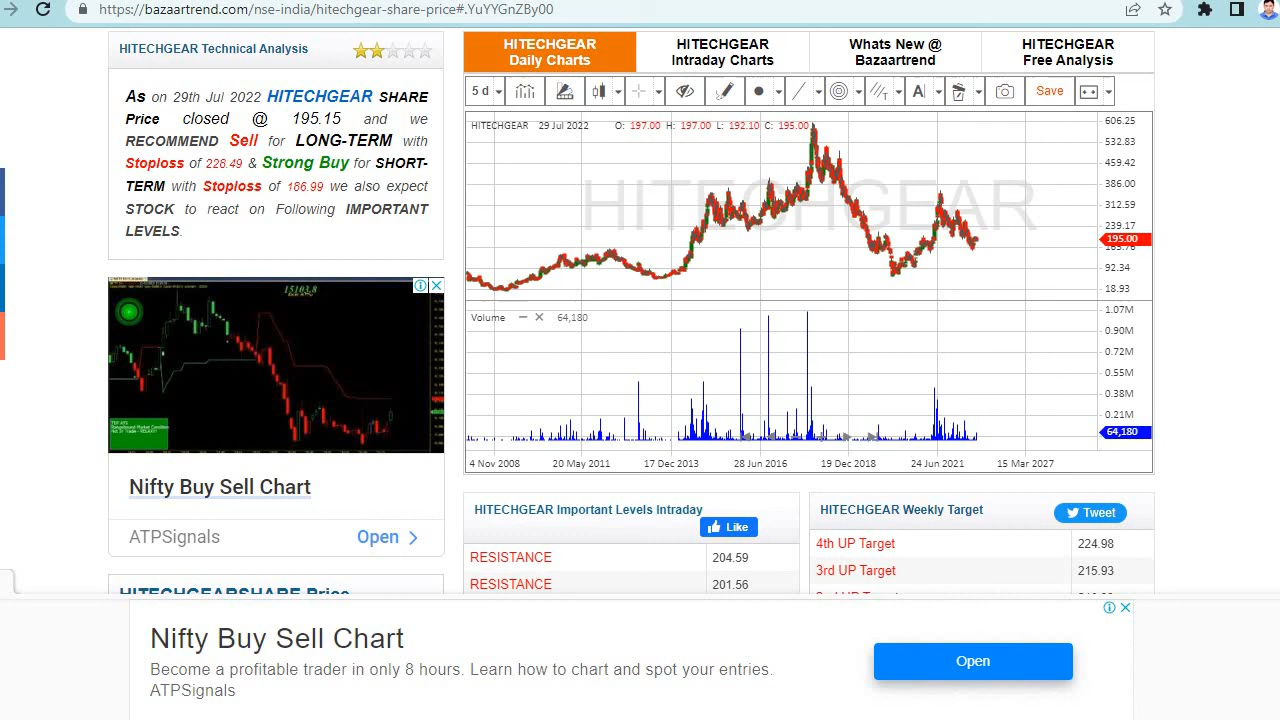 https://bazaartrend.com/nse-india/hitechgear-share-price#.YuYYGnZBy00
HITECHGEAR Technical Analysis
As on 29th Jul 2022 HITECHGEAR SHARE
Price closed @ 195.15 and we
RECOMMEND Sell for LONG-TERM with
Stoploss of 228.49 & Strong Buy for SHORT-
TERM with Stoploss of 186.99 we also expect
STOCK to react on Following IMPORTANT
LEVELS.
15103.8
Nifty Buy Sell Chart
ATPSignals
Open
HITECHGEARSHARE Price
HITECHGEAR
Daily Charts
HITECHGEAR
Intraday Charts
Whats New @
Bazaartrend
HITECHGEAR
Free Analysis
5 d
A
Save
HITECHGEAR 29 Jul 2022 O: 197.00 H: 197.00 L: 192.10 C: 195.00
HITECHGEAR
606.25
532.83
459.42
386.00
312.59
239.17
195.00
92.34
18.93
Volume 64,180
1.07M
0.90M
0.72M
0.55M
0.38M
0.21M
64,180
4 Nov 2008 20 May 2011 17 Dec 2013 28 Jun 2016 19 Dec 2018 24 Jun 2021 15 Mar 2027
HITECHGEAR Important Levels Intraday
Like
RESISTANCE 204.59
RESISTANCE 201.56
HITECHGEAR Weekly Target
Tweet
4th UP Target 224.98
3rd UP Target 215.93
Nifty Buy Sell Chart
Become a profitable trader in only 8 hours. Learn how to chart and spot your entries.
ATPSignals
Open